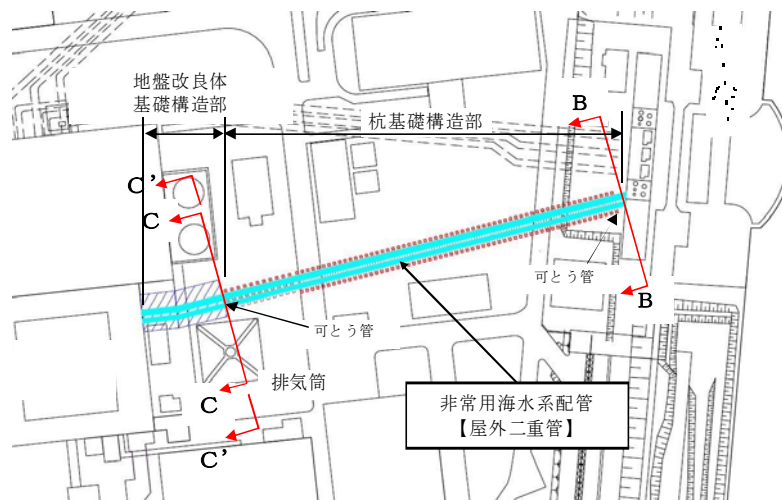 地盤改良体
基礎構造部
杭基礎構造部
B
C’
C
可とう管
B
可とう管
排気筒
C
C’
非常用海水系配管
【屋外二重管】